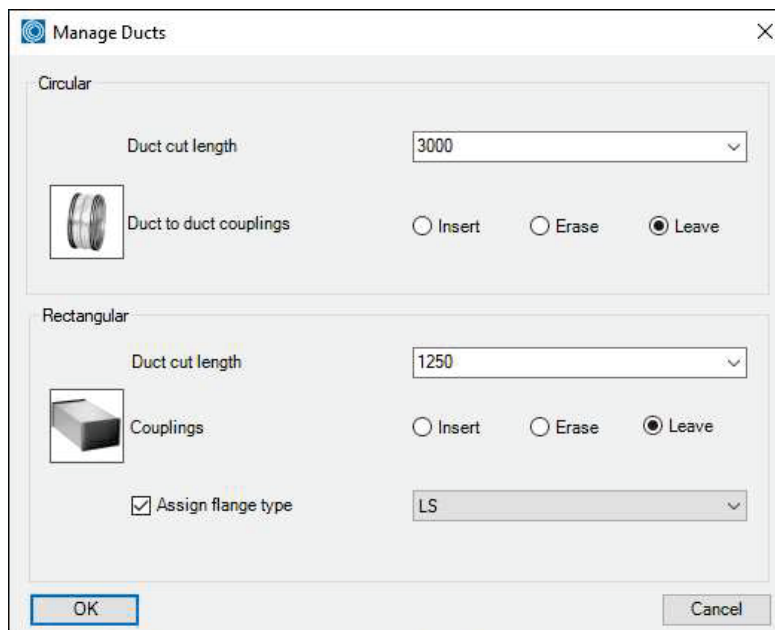 Manage Ducts
Circular
Duct cut length 3000
Duct to duct couplings Insert Erase Leave
Rectangular
Duct cut length 1250
Couplings Insert Erase Leave
Assign flange type LS
OK Cancel